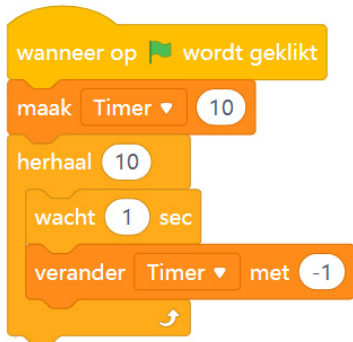 wanneer op wordt geklikt
maak Timer 10
herhaal 10
wacht 1 sec
verander Timer met -1